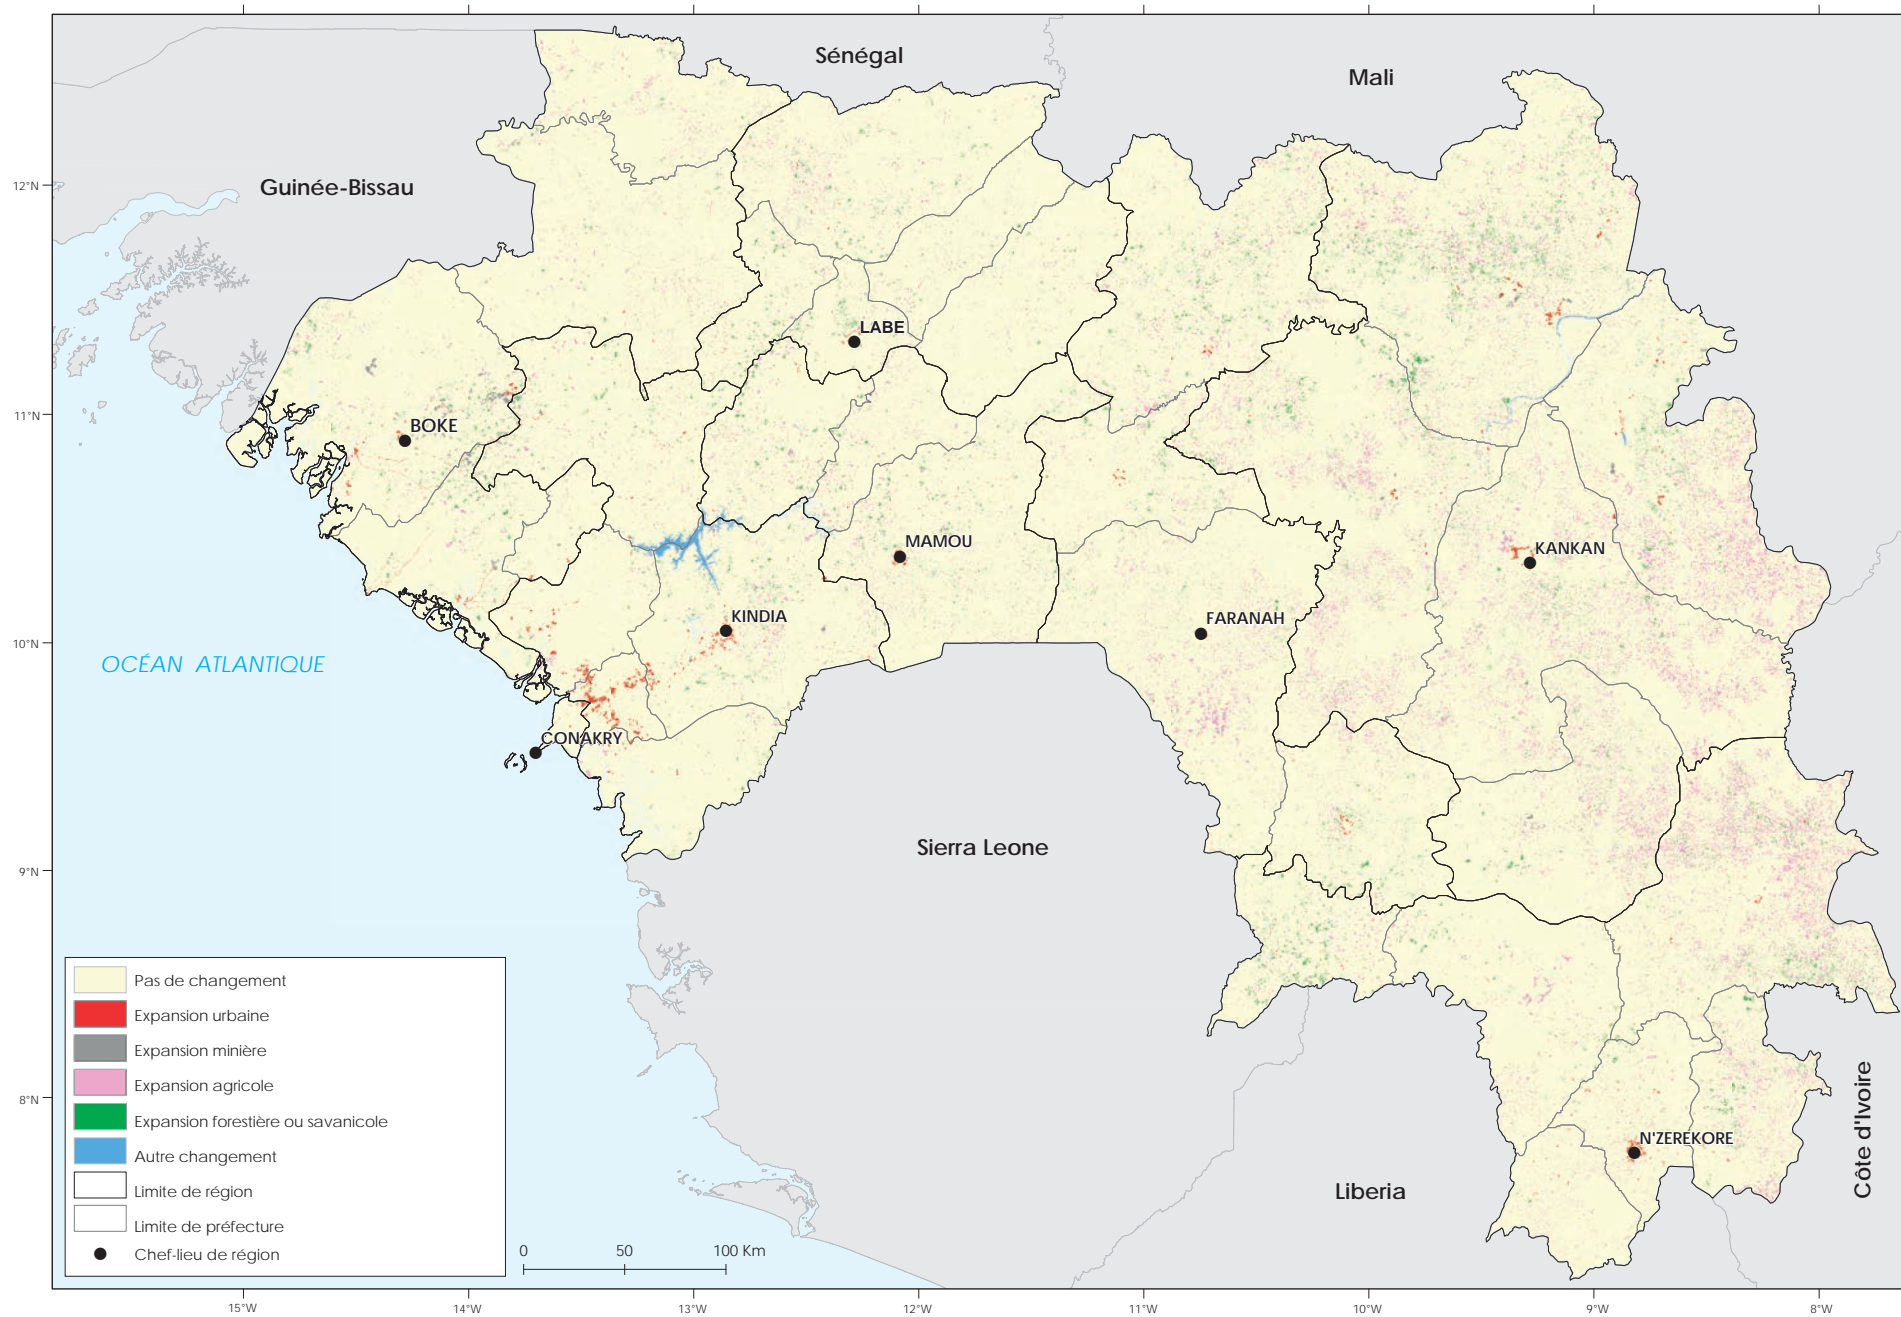 Sénégal
Mali
Guinée-Bissau
12°N
LABE
11°N
BOKE
MAMOU
KANKAN
KINDIA
FARANAH
10°N
OCÉAN ATLANTIQUE
CONAKRY
Sierra Leone
9°N
Pas de changement
Expansion urbaine
Expansion minière
Expansion agricole
Expansion forestière ou savanicole
Autre changement
Limite de région
Limite de préfecture
Chef-lieu de région
8°N
N'ZEREKORE
Liberia
Côte d'Ivoire
0 50 100 Km
15°W 14°W 13°W 12°W 11°W 10°W 9°W 8°W